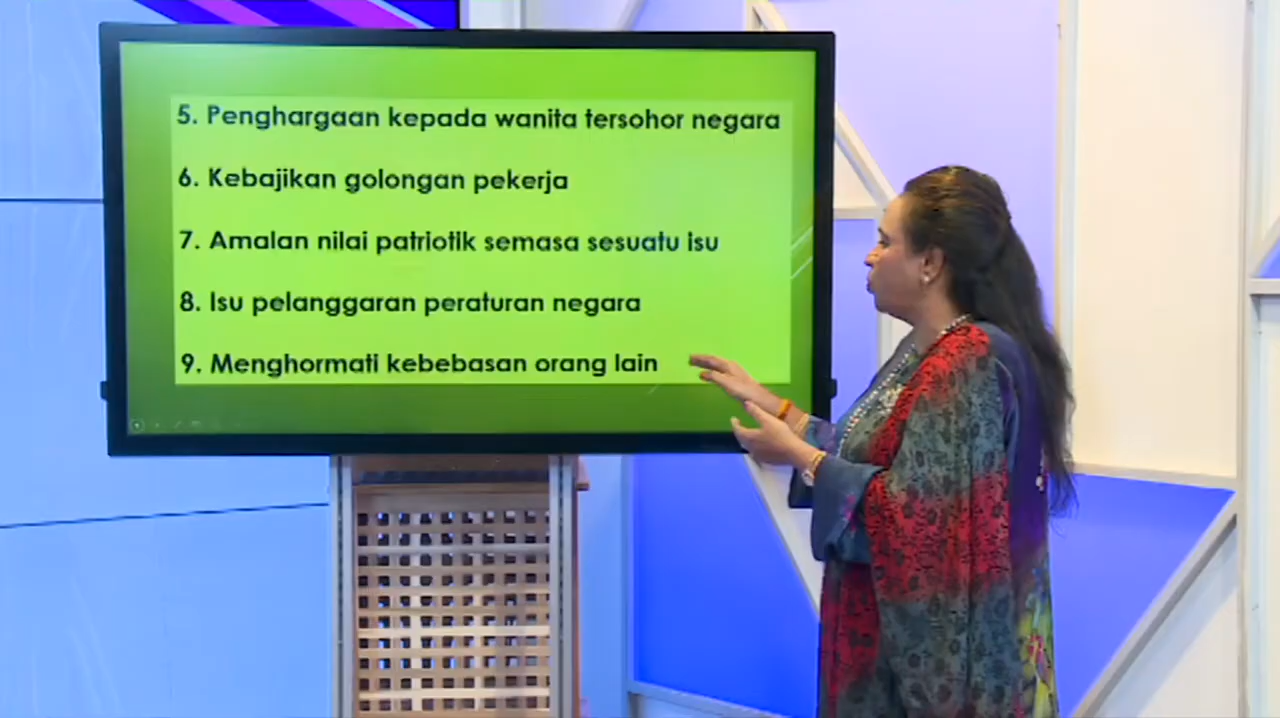 5. Penghargaan kepada wanita tersohor negara
6. Kebajikan golongan pekerja
7. Amalan nilai patriotik semasa sesuatu isu
8. Isu pelanggaran peraturan negara
9. Menghormati kebebasan orang lain